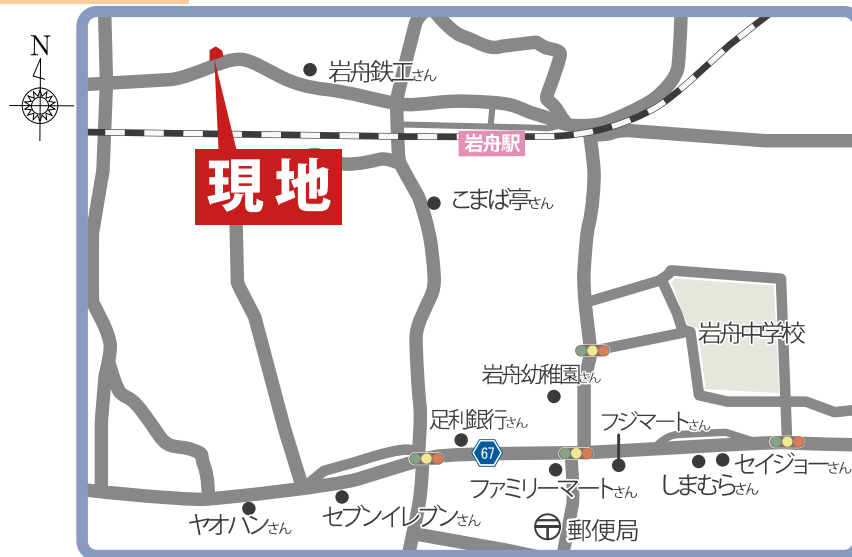 N
岩舟鉄工さん
岩舟駅
現地
こまば亭さん
岩舟中学校
岩舟幼稚園さん
足利銀行さん
フジマートさん
67
セイジョーさん
ファミリーマートさん
しまむらさん
セブンイレブンさん
ヤオハンさん
郵便局